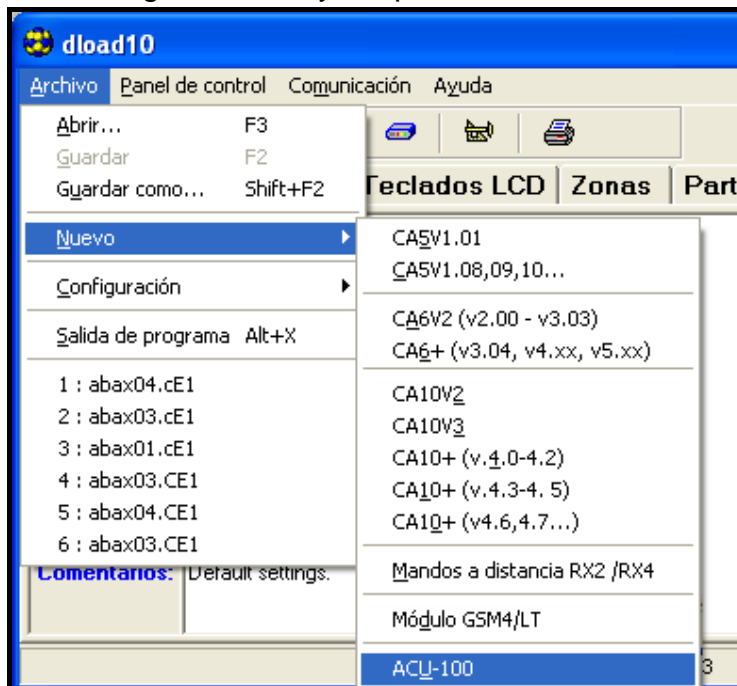 dload10
Archivo Panel de control Comunicación Ayuda
Abrir... F3
Guardar F2
Guardar como... Shift+F2
Teclados LCD Zonas Part
Nuevo
Configuración
Salida de programa Alt+X
1 : abax04.cE1
2 : abax03.cE1
3 : abax01.cE1
4 : abax03.CE1
5 : abax04.CE1
6 : abax03.CE1
CA5V1.01
CA5V1.08,09,10...
CA6V2 (v2.00 - v3.03)
CA6+ (v3.04, v4.xx, v5.xx)
CA10V2
CA10V3
CA10+ (v.4.0-4.2)
CA10+ (v.4.3-4. 5)
CA10+ (v4.6,4.7...)
Mandos a distancia RX2 /RX4
Módulo GSM4/LT
ACU-100
Comentarios: Default settings.
3